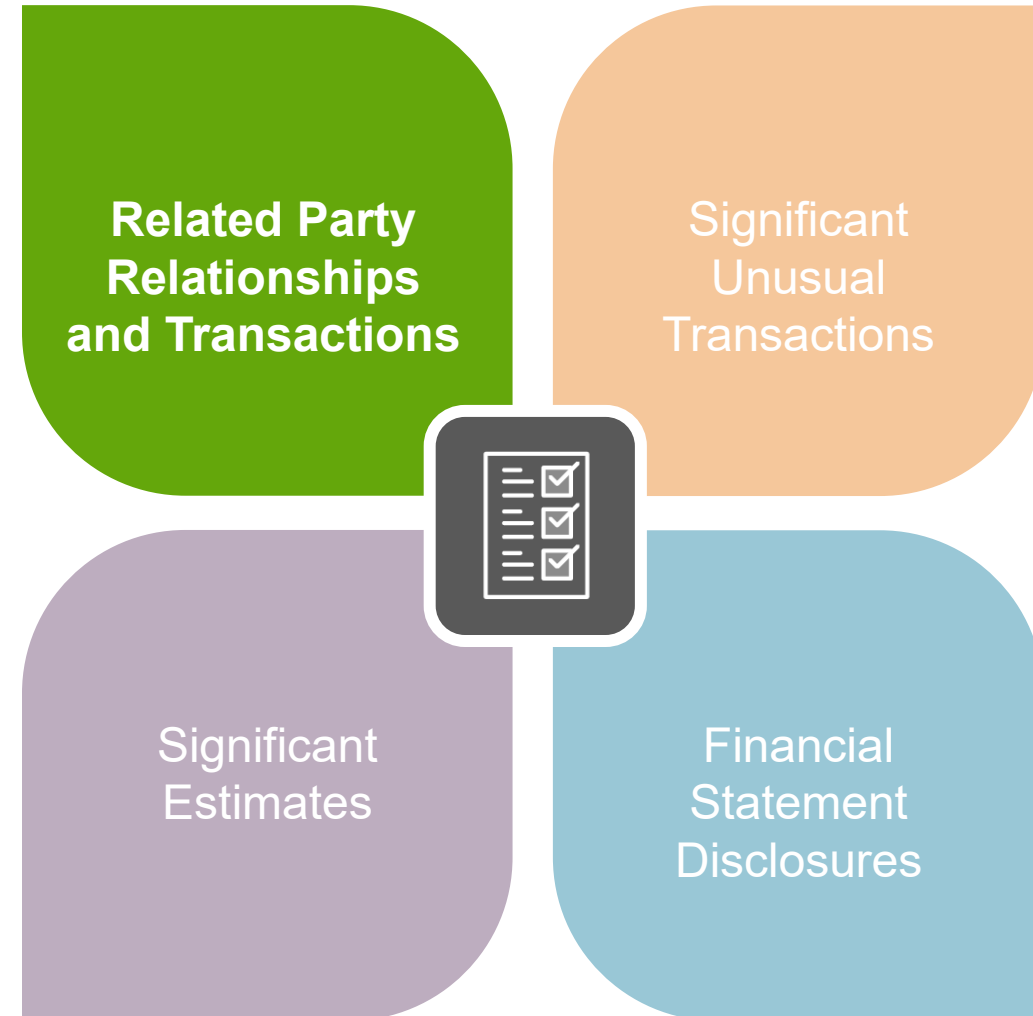 Related Party
Relationships
and Transactions
Significant
Unusual
Transactions
Significant
Estimates
Financial
Statement
Disclosures